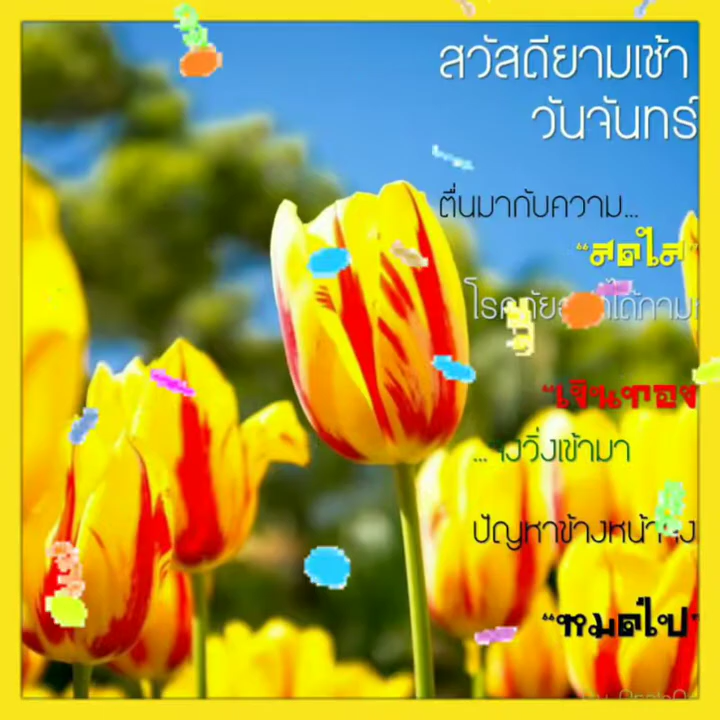 สวัสดียามเช้า
วันจันทร์
ตื่นมากับความ...
"สดใส"
"เงินทอง
วิ่งเข้ามา
ปัญหาข้างหน้า
"หมดไป"